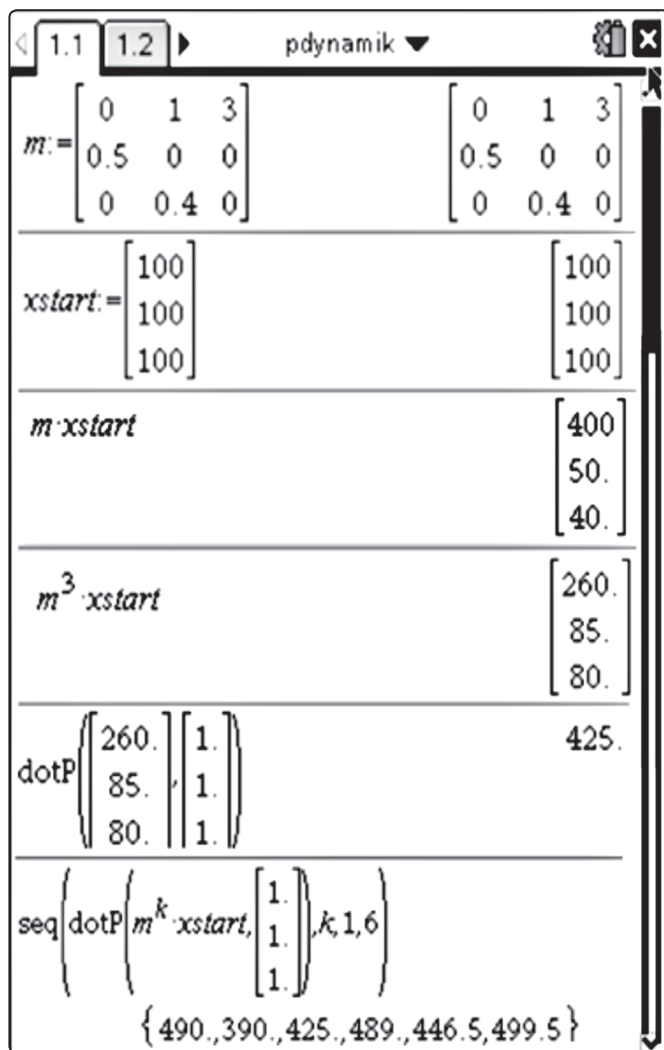 1.1 1.2 pdynamik
m:=[0 1 3; 0.5 0 0; 0 0.4 0] [0 1 3; 0.5 0 0; 0 0.4 0]
xstart:=[100; 100; 100] [100; 100; 100]
m·xstart [400; 50.; 40.]
m^3·xstart [260.; 85.; 80.]
dotP([260.; 85.; 80.],[1.; 1.; 1.]) 425.
seq(dotP(m^k·xstart,[1.; 1.; 1.]),k,1,6)
{490.,390.,425.,489.,446.5,499.5}